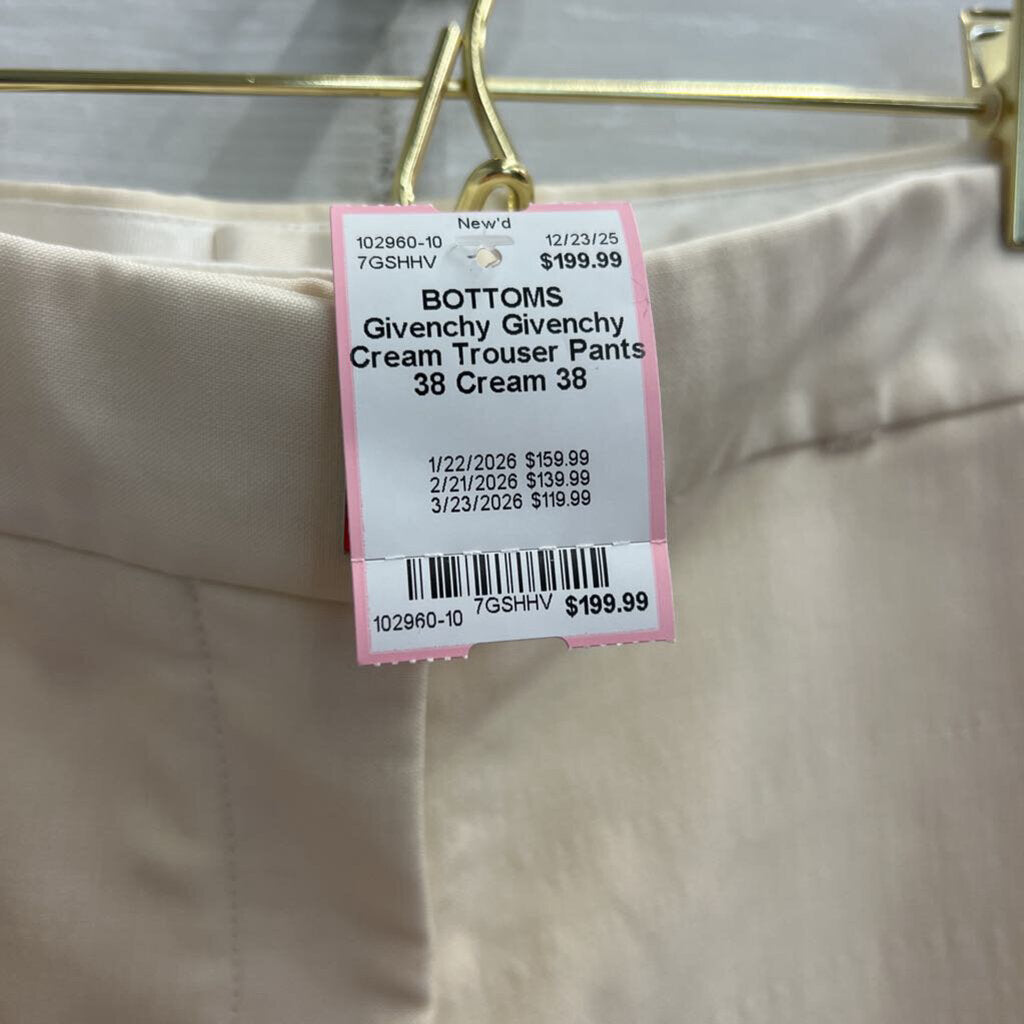 New'd
102960-10 12/23/25
7GSHHV $199.99
BOTTOMS
Givenchy Givenchy
Cream Trouser Pants
38 Cream 38
1/22/2026 $159.99
2/21/2026 $139.99
3/23/2026 $119.99
102960-10 7GSHHV $199.99